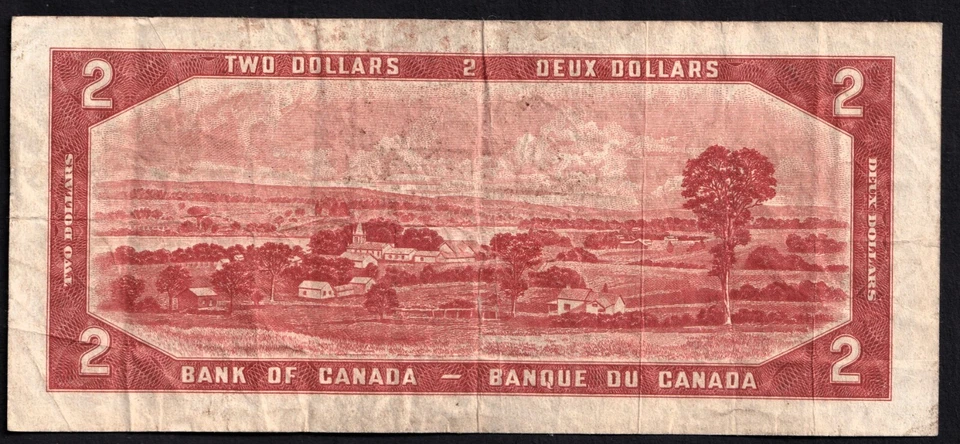 2 TWO DOLLARS 2 DEUX DOLLARS 2
TWO DOLLARS
DEUX DOLLARS
2 BANK OF CANADA — BANQUE DU CANADA 2